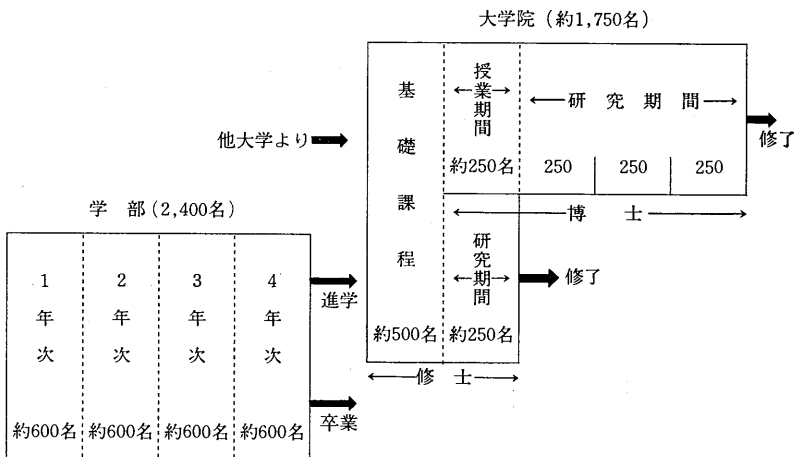 大学院(約1,750名)
基礎課程
約500名
←授業期間→
約250名
←研究期間→
250
250
250
修了
他大学より
←博士→
←研究期間→
約250名
修了
←修士→
学部(2,400名)
1年次
約600名
2年次
約600名
3年次
約600名
4年次
約600名
進学
卒業